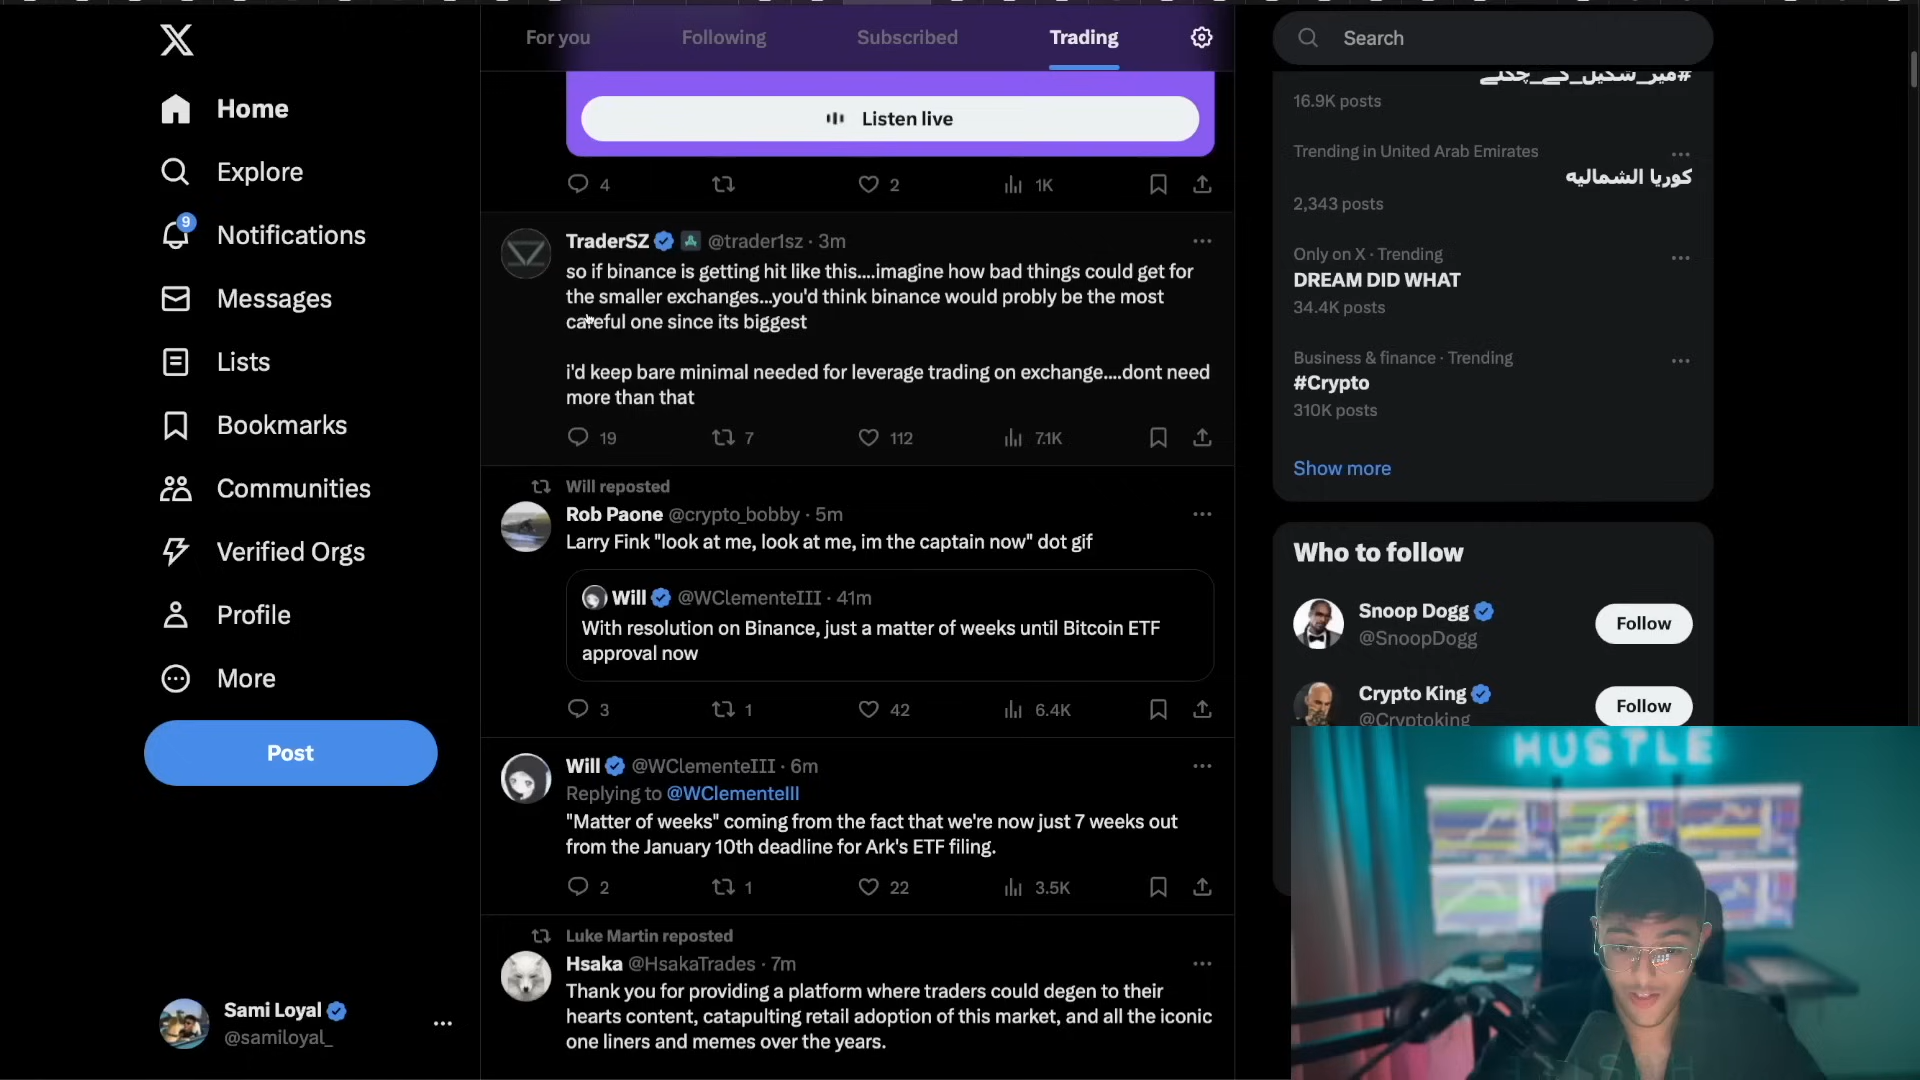 Home
Explore
9
Notifications
Messages
Lists
Bookmarks
Communities
Verified Orgs
Profile
More
Post
Sami Loyal
@samiloyal_
For you
Following
Subscribed
Trading
Listen live
4
2
1K
TraderSZ @trader1sz · 3m
so if binance is getting hit like this....imagine how bad things could get for
the smaller exchanges...you'd think binance would probly be the most
careful one since its biggest
i'd keep bare minimal needed for leverage trading on exchange....dont need
more than that
19
7
112
7.1K
Will reposted
Rob Paone @crypto_bobby · 5m
Larry Fink "look at me, look at me, im the captain now" dot gif
Will @WClementeIII · 41m
With resolution on Binance, just a matter of weeks until Bitcoin ETF
approval now
3
1
42
6.4K
Will @WClementeIII · 6m
Replying to @WClementeIII
"Matter of weeks" coming from the fact that we're now just 7 weeks out
from the January 10th deadline for Ark's ETF filing.
2
1
22
3.5K
Luke Martin reposted
Hsaka @HsakaTrades · 7m
Thank you for providing a platform where traders could degen to their
hearts content, catapulting retail adoption of this market, and all the iconic
one liners and memes over the years.
Search
#میر_شکیل_کے_چکلے
16.9K posts
Trending in United Arab Emirates
كوريا الشماليه
2,343 posts
Only on X · Trending
DREAM DID WHAT
34.4K posts
Business & finance · Trending
#Crypto
310K posts
Show more
Who to follow
Snoop Dogg
@SnoopDogg
Follow
Crypto King
@Cryptoking
Follow
HUSTLE